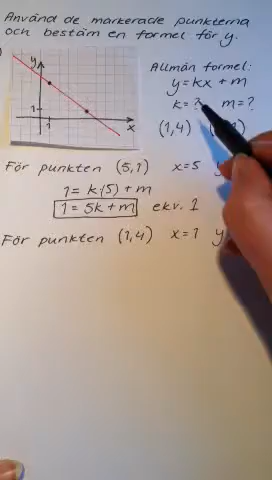 Använd de markerade punkterna
och bestäm en formel för y.
y
1
1
x
Allmän formel:
y = kx + m
k = ? m = ?
(1,4)
För punkten (5,1) x=5 y
1 = k·(5) + m
1 = 5k + m ekv. 1
För punkten (1,4) x=1 y